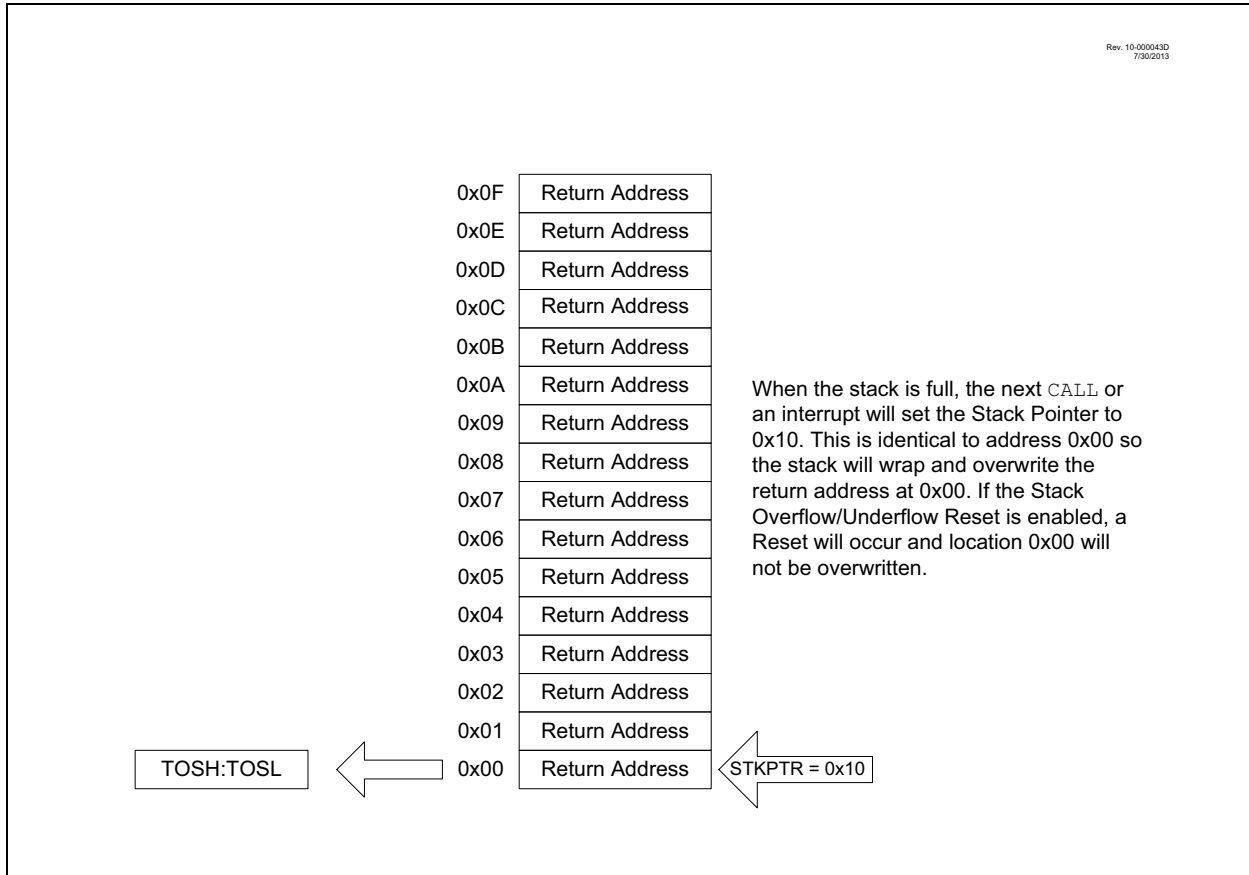 Rev. 10-000043D
7/30/2013
0x0F Return Address
0x0E Return Address
0x0D Return Address
0x0C Return Address
0x0B Return Address
0x0A Return Address
0x09 Return Address
0x08 Return Address
0x07 Return Address
0x06 Return Address
0x05 Return Address
0x04 Return Address
0x03 Return Address
0x02 Return Address
0x01 Return Address
TOSH:TOSL 0x00 Return Address STKPTR = 0x10
When the stack is full, the next CALL or
an interrupt will set the Stack Pointer to
0x10. This is identical to address 0x00 so
the stack will wrap and overwrite the
return address at 0x00. If the Stack
Overflow/Underflow Reset is enabled, a
Reset will occur and location 0x00 will
not be overwritten.